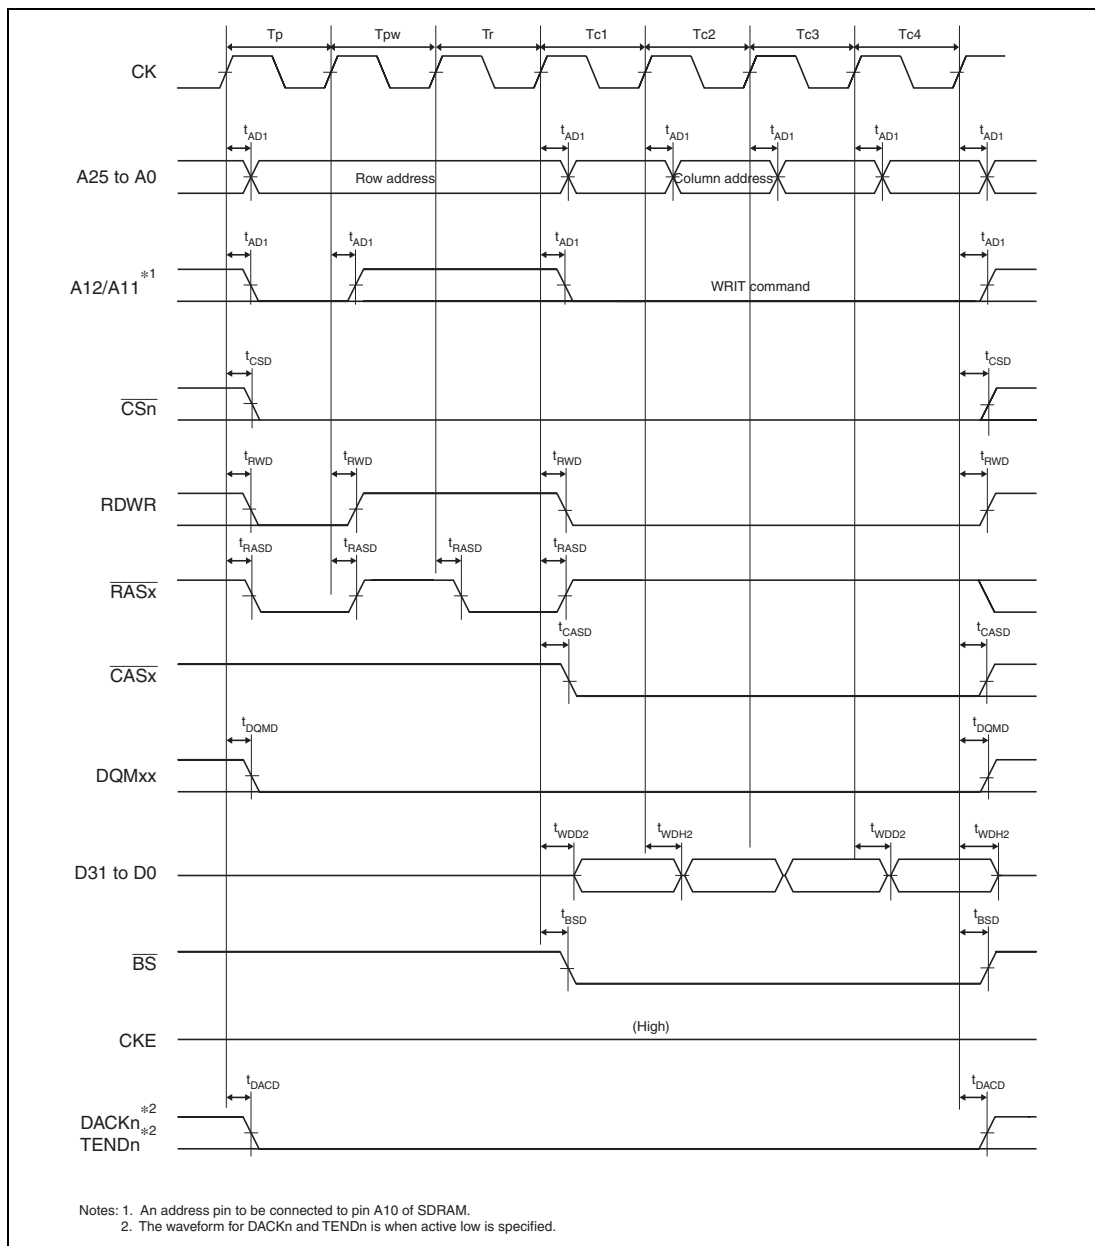 Tp Tpw Tr Tc1 Tc2 Tc3 Tc4
CK
tAD1 tAD1 tAD1 tAD1 tAD1 tAD1
A25 to A0 Row address Column address
tAD1 tAD1 tAD1 tAD1
A12/A11*1 WRIT command
tCSD tCSD
CSn
tRWD tRWD tRWD tRWD
RDWR
tRASD tRASD tRASD tRASD
RASx
tCASD tCASD
CASx
tDQMD tDQMD
DQMxx
tWDD2 tWDH2 tWDD2 tWDH2
D31 to D0
tBSD tBSD
BS
(High)
CKE
tDACD tDACD
DACKn*2
TENDn*2
Notes: 1. An address pin to be connected to pin A10 of SDRAM.
2. The waveform for DACKn and TENDn is when active low is specified.